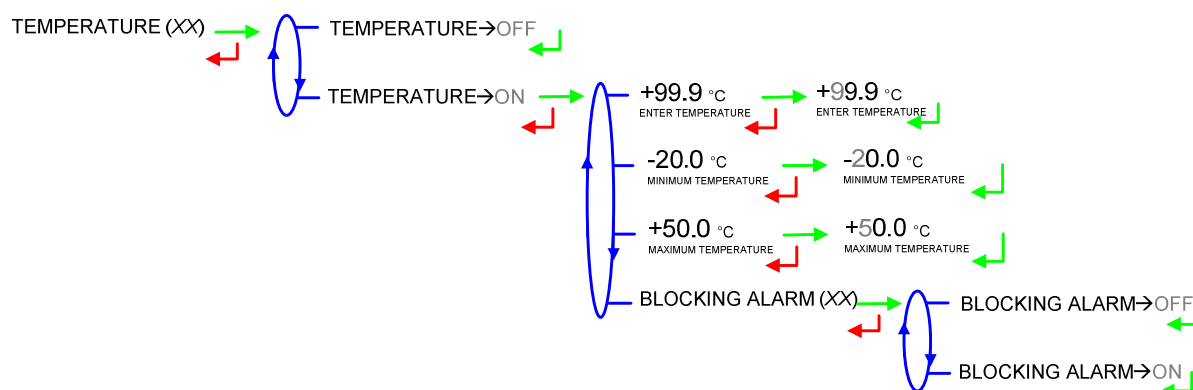 TEMPERATURE (XX)
TEMPERATURE→OFF
TEMPERATURE→ON
+99.9 °C
ENTER TEMPERATURE
+99.9 °C
ENTER TEMPERATURE
-20.0 °C
MINIMUM TEMPERATURE
-20.0 °C
MINIMUM TEMPERATURE
+50.0 °C
MAXIMUM TEMPERATURE
+50.0 °C
MAXIMUM TEMPERATURE
BLOCKING ALARM (XX)
BLOCKING ALARM→OFF
BLOCKING ALARM→ON